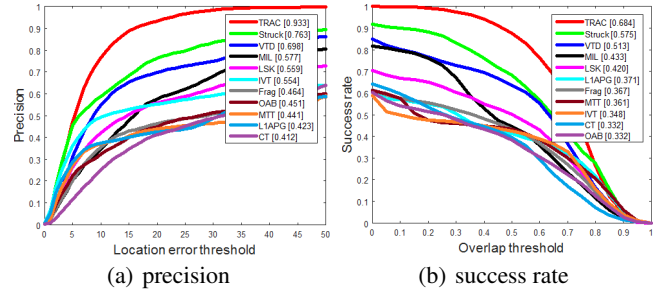 TRAC [0.933]
Struck [0.763]
VTD [0.698]
MIL [0.577]
LSK [0.559]
IVT [0.554]
Frag [0.464]
OAB [0.451]
MTT [0.441]
L1APG [0.423]
CT [0.412]
Precision
1
0.9
0.8
0.7
0.6
0.5
0.4
0.3
0.2
0.1
0
0 5 10 15 20 25 30 35 40 45 50
Location error threshold
(a) precision
TRAC [0.684]
Struck [0.575]
VTD [0.513]
MIL [0.433]
LSK [0.420]
L1APG [0.371]
Frag [0.367]
MTT [0.361]
IVT [0.348]
CT [0.332]
OAB [0.332]
Success rate
1
0.9
0.8
0.7
0.6
0.5
0.4
0.3
0.2
0.1
0
0 0.1 0.2 0.3 0.4 0.5 0.6 0.7 0.8 0.9 1
Overlap threshold
(b) success rate